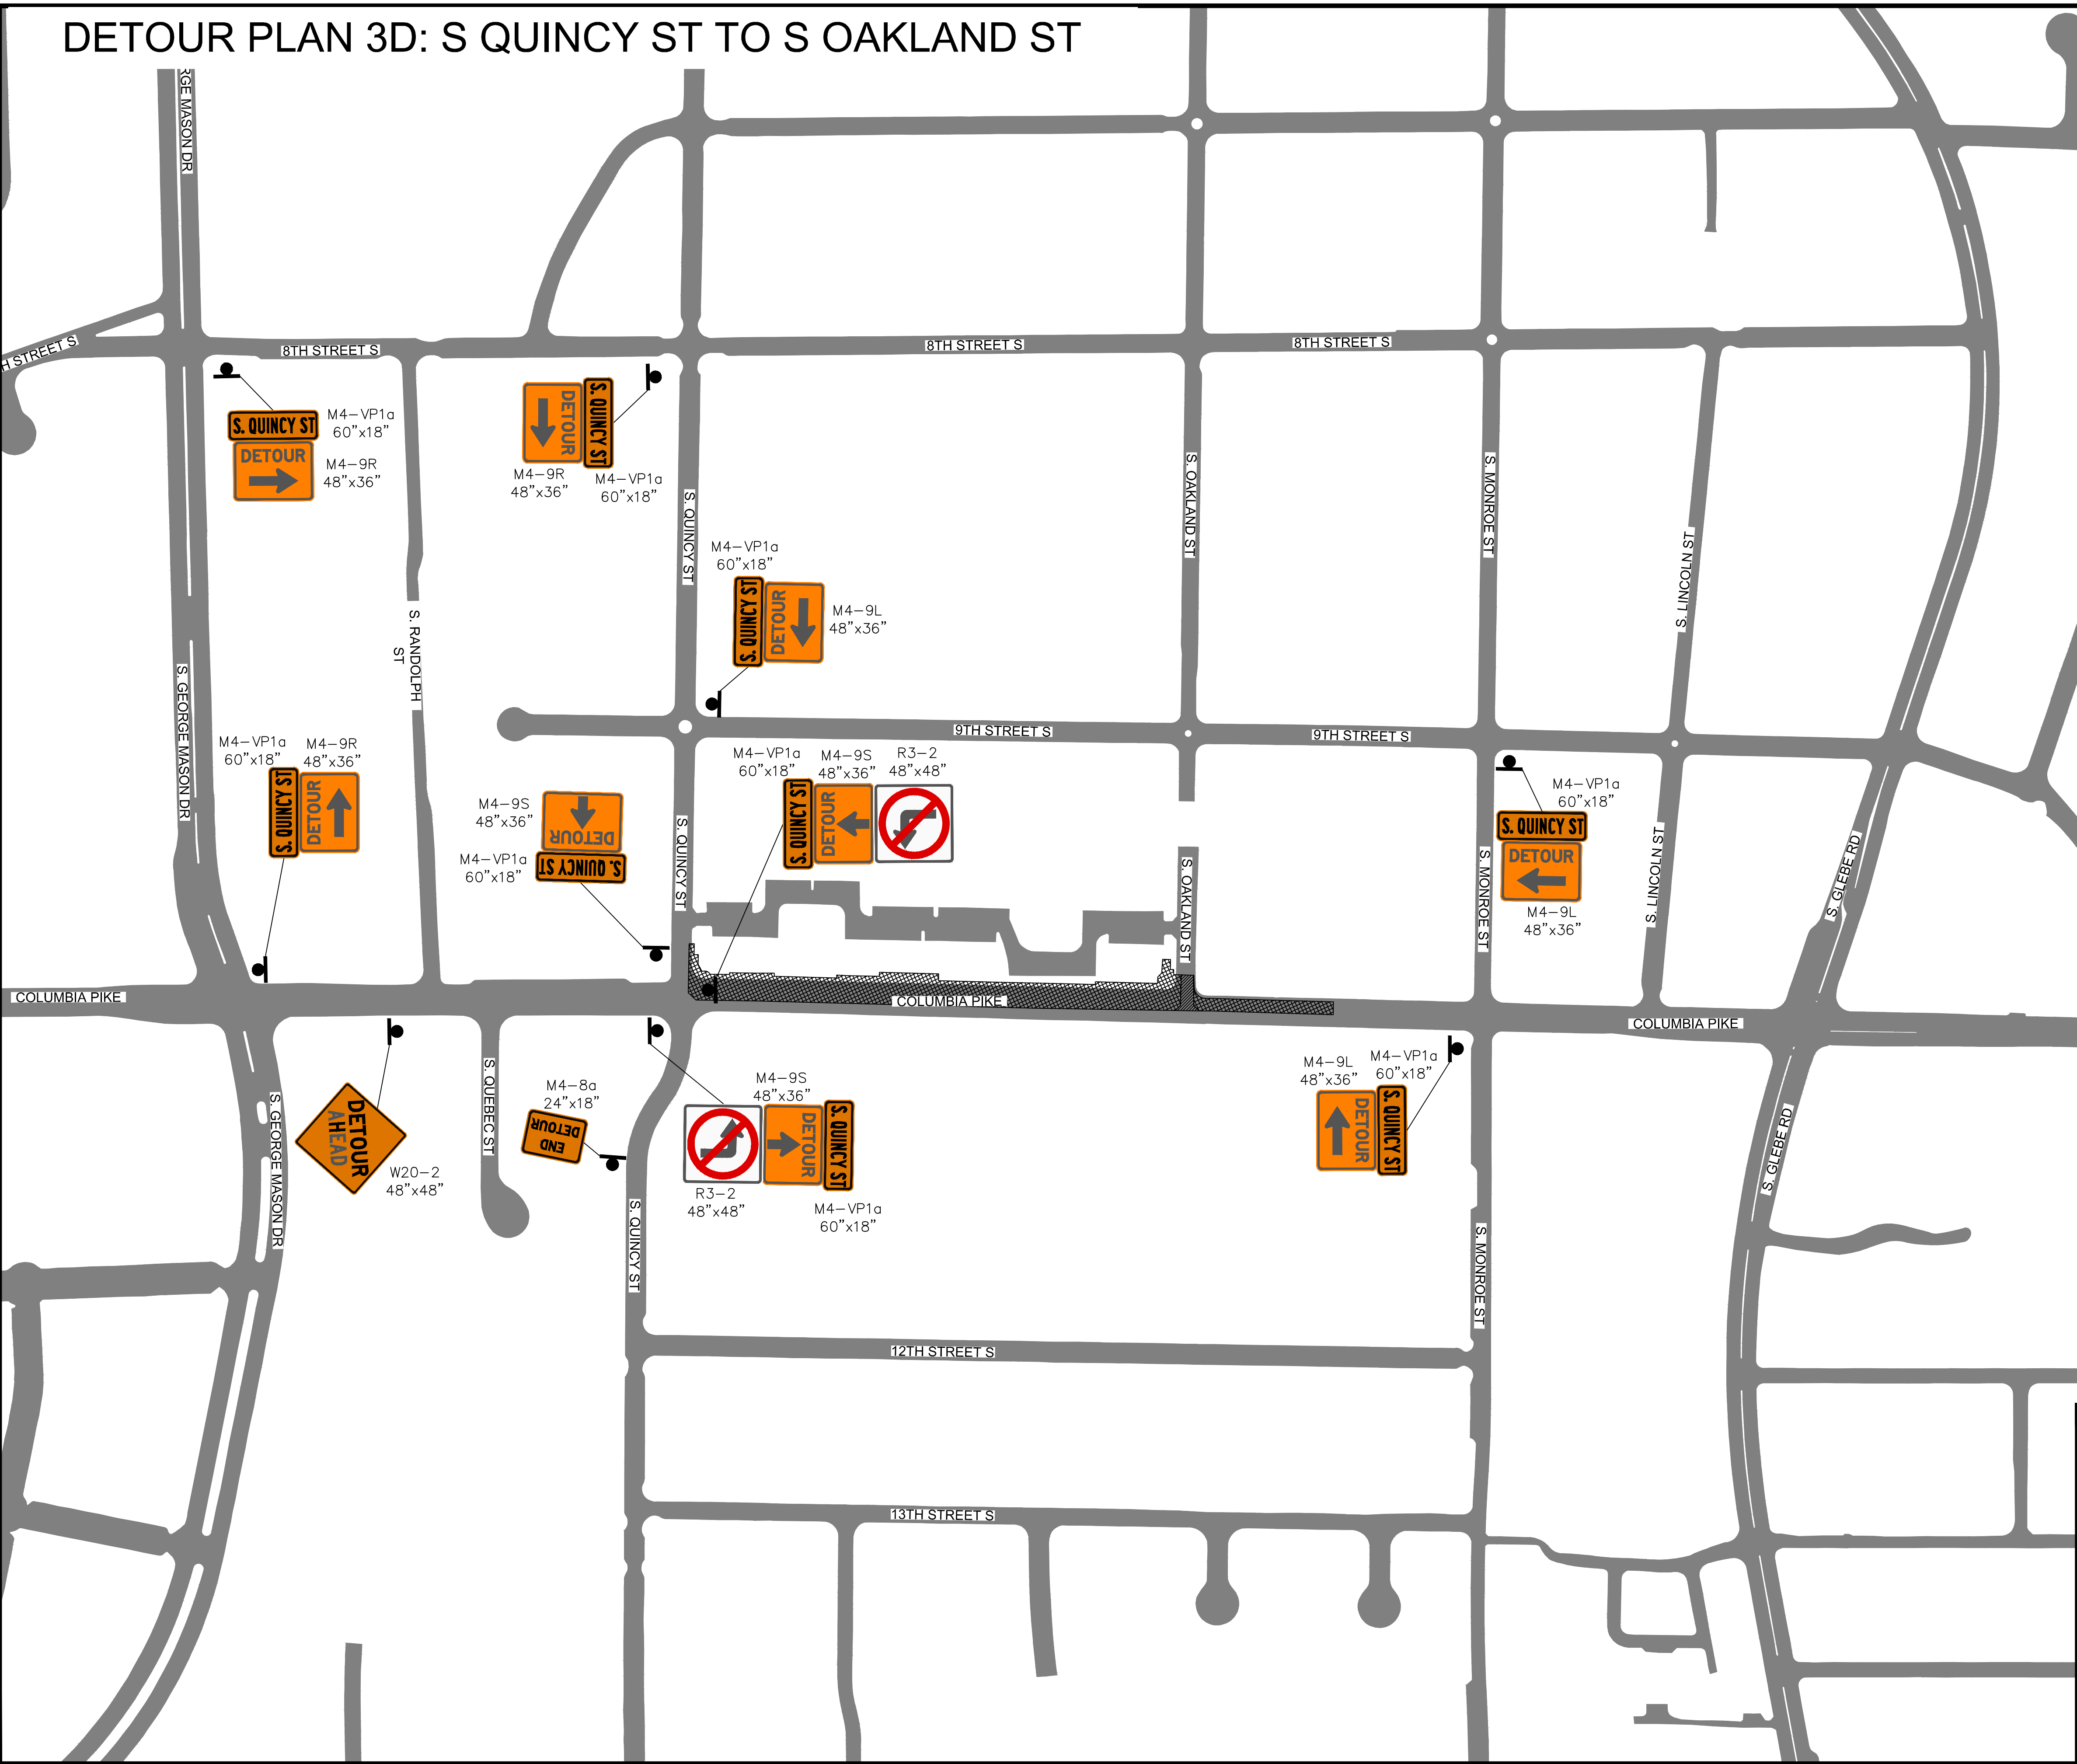 DETOUR PLAN 3D: S QUINCY ST TO S OAKLAND ST
RGE MASON DR
H STREET S.
8TH STREET S
8TH STREET S
8TH STREET S
S. QUINCY ST
DETOUR
M4-VP1a
60"x18"
M4-9R
48"x36"
DETOUR
S. QUINCY ST
M4-9R
48"x36"
M4-VP1a
60"x18"
S. QUINCY ST
S. OAKLAND ST
S. MONROE ST
S. LINCOLN ST
M4-VP1a
60"x18"
S. QUINCY ST
DETOUR
M4-9L
48"x36"
S. RANDOLPH
ST
S. GEORGE MASON DR
9TH STREET S
9TH STREET S
M4-VP1a
60"x18"
M4-9R
48"x36"
S. QUINCY ST
DETOUR
M4-9S
48"x36"
DETOUR
M4-VP1a
60"x18"
S. QUINCY ST
S. QUINCY ST
M4-VP1a
60"x18"
M4-9S
48"x36"
R3-2
48"x48"
S. QUINCY ST
DETOUR
S. OAKLAND ST
S. MONROE ST
M4-VP1a
60"x18"
S. QUINCY ST
DETOUR
M4-9L
48"x36"
S. LINCOLN ST
S. GLEBE RD
COLUMBIA PIKE
COLUMBIA PIKE
COLUMBIA PIKE
DETOUR
AHEAD
W20-2
48"x48"
S. GEORGE MASON DR
S. QUEBEC ST
M4-8a
24"x18"
END
DETOUR
M4-9S
48"x36"
DETOUR
S. QUINCY ST
R3-2
48"x48"
M4-VP1a
60"x18"
M4-9L
48"x36"
M4-VP1a
60"x18"
DETOUR
S. QUINCY ST
S. GLEBE RD
S. QUINCY ST
S. MONROE ST
12TH STREET S
13TH STREET S